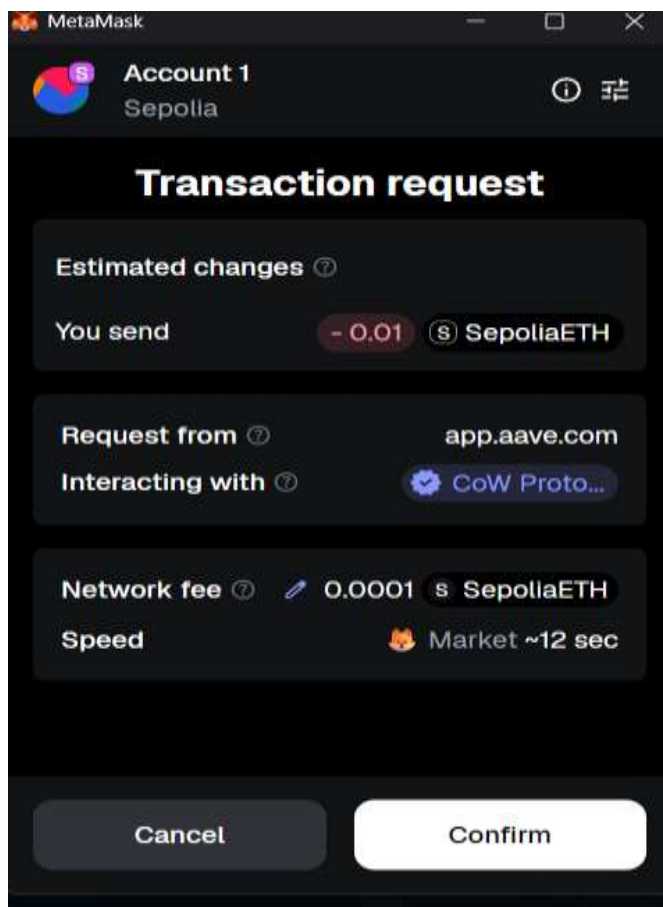 MetaMask
S
Account 1
Sepolia
Transaction request
Estimated changes ?
You send - 0.01 S SepoliaETH
Request from ? app.aave.com
Interacting with ? CoW Proto...
Network fee ? 0.0001 S SepoliaETH
Speed Market ~12 sec
Cancel Confirm